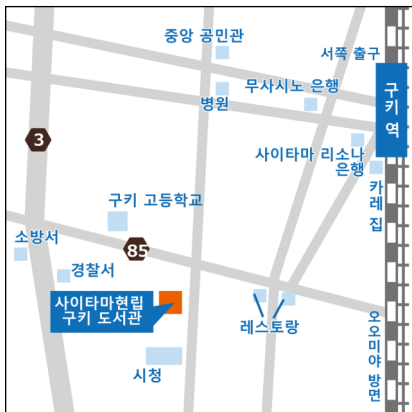 중앙 공민관
서쪽 출구
구키 역
무사시노 은행
병원
3
사이타마 리소나
은행
카레 집
구키 고등학교
소방서
85
경찰서
사이타마현립
구키 도서관
레스토랑
시청
오오미야 방면